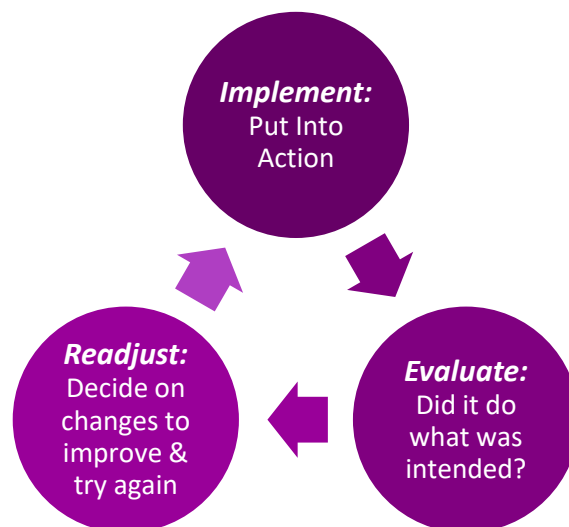 Implement:
Put Into
Action
Evaluate:
Did it do
what was
intended?
Readjust:
Decide on
changes to
improve &
try again